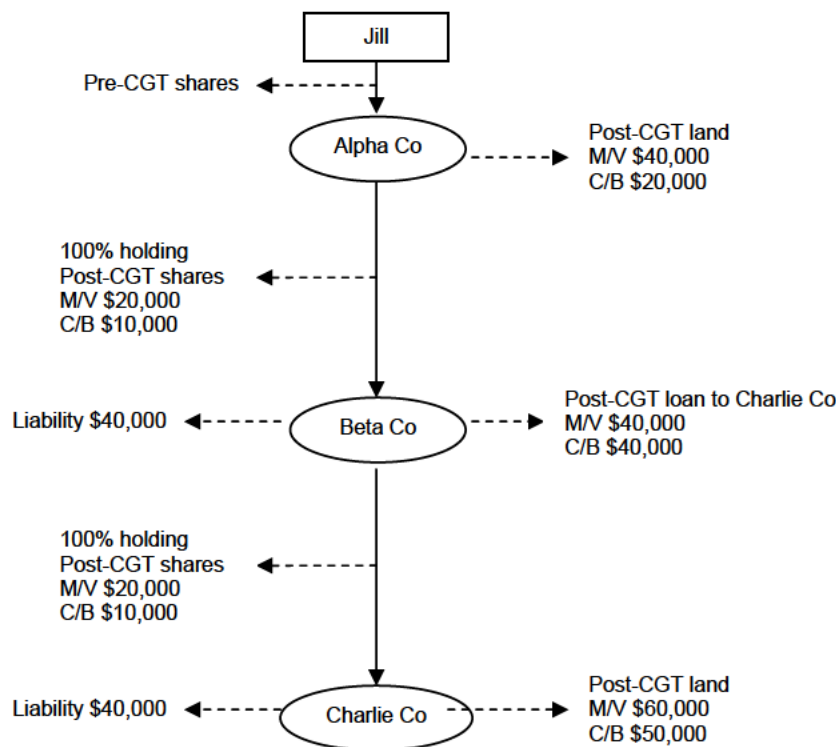 Jill
Pre-CGT shares
Alpha Co
Post-CGT land
M/V $40,000
C/B $20,000
100% holding
Post-CGT shares
M/V $20,000
C/B $10,000
Liability $40,000
Beta Co
Post-CGT loan to Charlie Co
M/V $40,000
C/B $40,000
100% holding
Post-CGT shares
M/V $20,000
C/B $10,000
Liability $40,000
Charlie Co
Post-CGT land
M/V $60,000
C/B $50,000